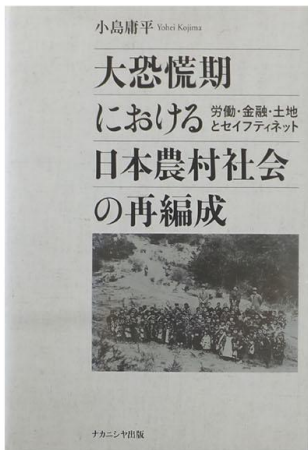 小島庸平 Yohei Kojima
大恐慌期
における
労働・金融・土地
とセイフティネット
日本農村社会
の再編成
ナカニシヤ出版